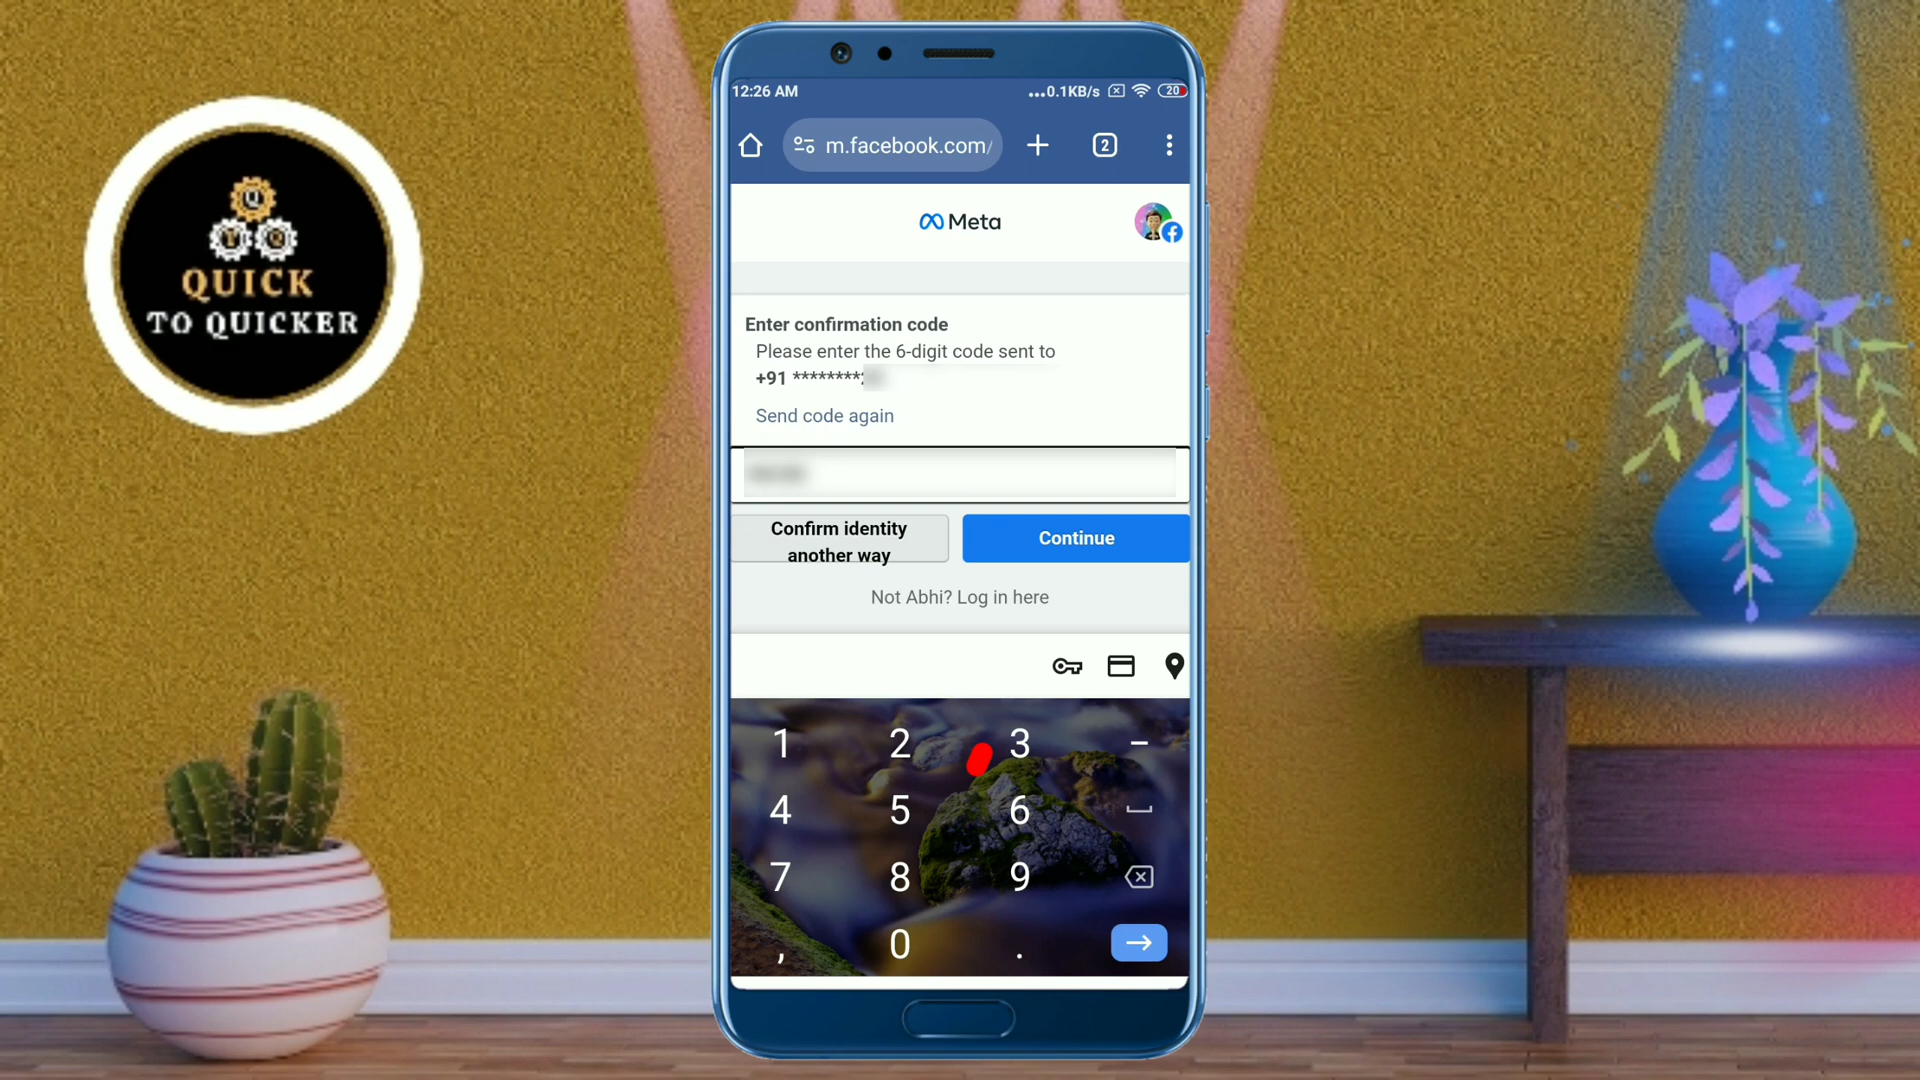 QUICK
TO QUICKER
12:26 AM
...0.1KB/s
20
m.facebook.com/
2
Meta
Enter confirmation code
Please enter the 6-digit code sent to
+91 ********
Send code again
Confirm identity
another way
Continue
Not Abhi? Log in here
1 2 3 -
4 5 6
7 8 9
, 0 .